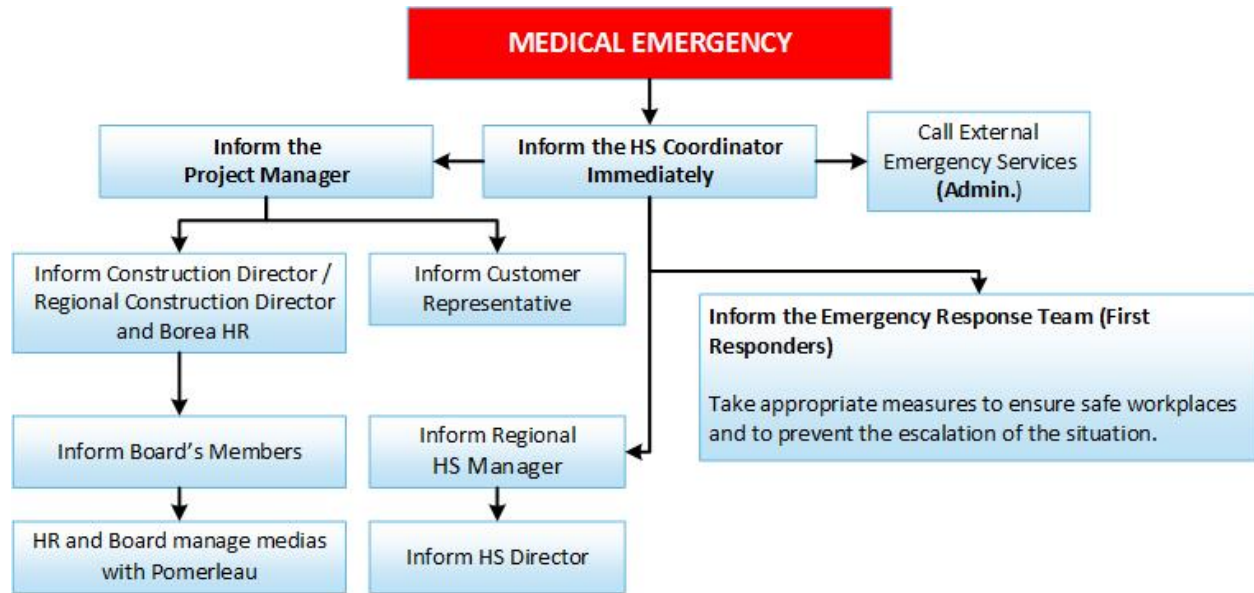 MEDICAL EMERGENCY
Inform the
Project Manager
Inform the HS Coordinator
Immediately
Call External
Emergency Services
(Admin.)
Inform Construction Director /
Regional Construction Director
and Borea HR
Inform Customer
Representative
Inform the Emergency Response Team (First
Responders)
Take appropriate measures to ensure safe workplaces
and to prevent the escalation of the situation.
Inform Board's Members
Inform Regional
HS Manager
HR and Board manage medias
with Pomerleau
Inform HS Director